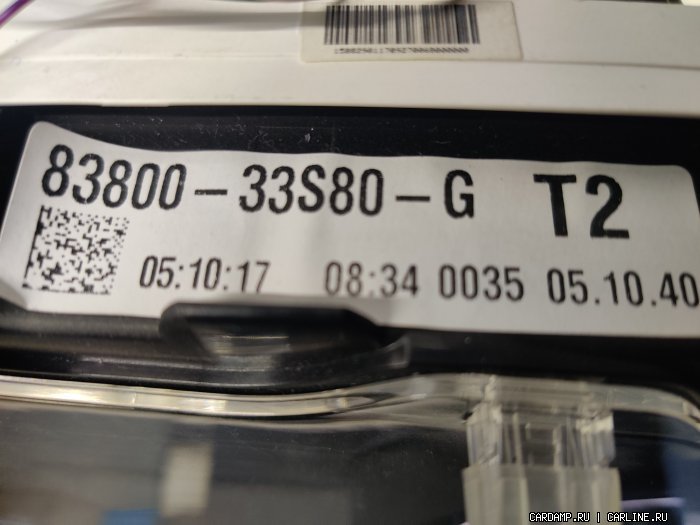 83800-33S80-G T2
05:10:17 08:34 0035 05.10.40
CARDAMP.RU | CARLINE.RU